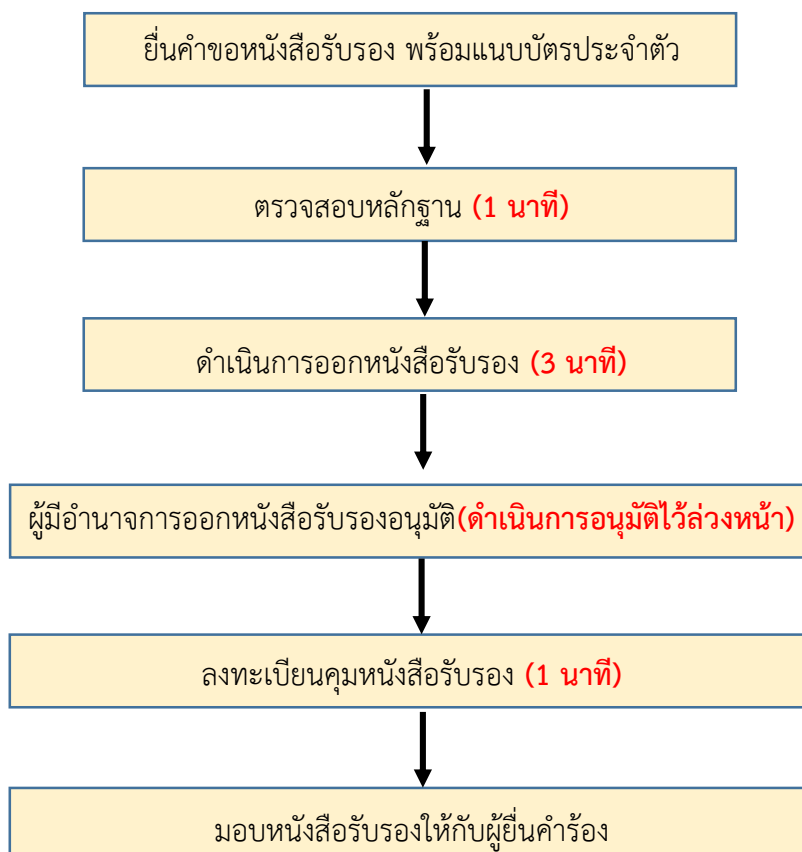 ยื่นคำขอหนังสือรับรอง พร้อมแนบบัตรประจำตัว
ตรวจสอบหลักฐาน (1 นาที)
ดำเนินการออกหนังสือรับรอง (3 นาที)
ผู้มีอำนาจการออกหนังสือรับรองอนุมัติ(ดำเนินการอนุมัติไว้ล่วงหน้า)
ลงทะเบียนคุมหนังสือรับรอง (1 นาที)
มอบหนังสือรับรองให้กับผู้ยื่นคำร้อง